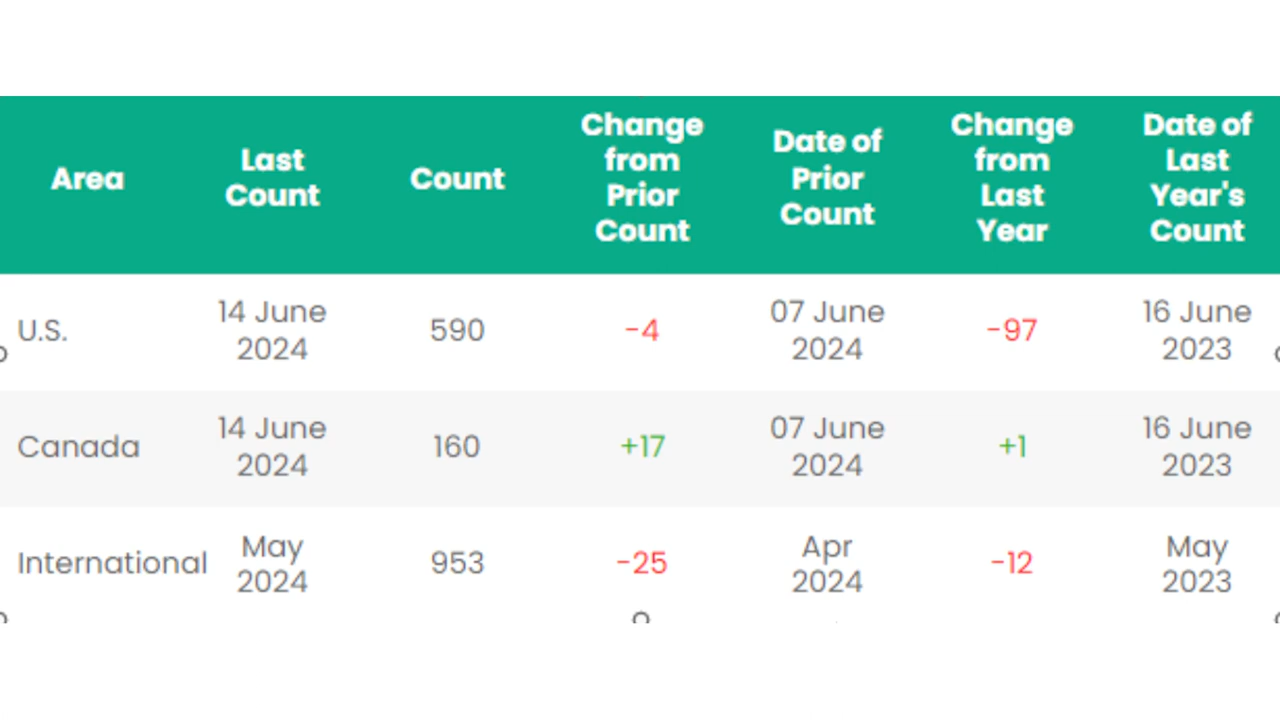 Area Last Count Count Change from Prior Count Date of Prior Count Change from Last Year Date of Last Year's Count
U.S. 14 June 2024 590 -4 07 June 2024 -97 16 June 2023
Canada 14 June 2024 160 +17 07 June 2024 +1 16 June 2023
International May 2024 953 -25 Apr 2024 -12 May 2023